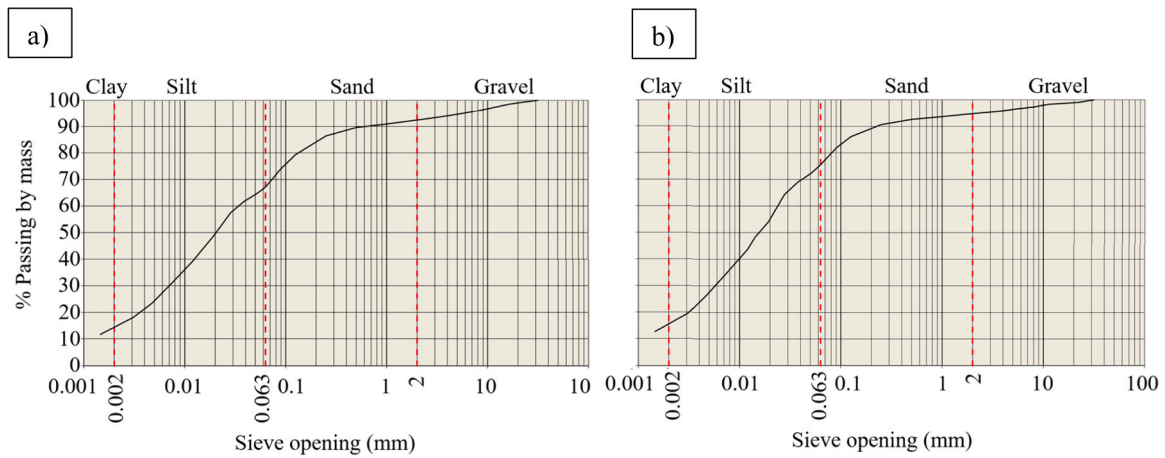 a)
Clay Silt Sand Gravel
100
90
80
70
60
50
40
30
20
10
0
% Passing by mass
0.001 0.002 0.01 0.063 0.1 1 2 10 10
Sieve opening (mm)
b)
Clay Silt Sand Gravel
0.001 0.002 0.01 0.063 0.1 1 2 10 100
Sieve opening (mm)